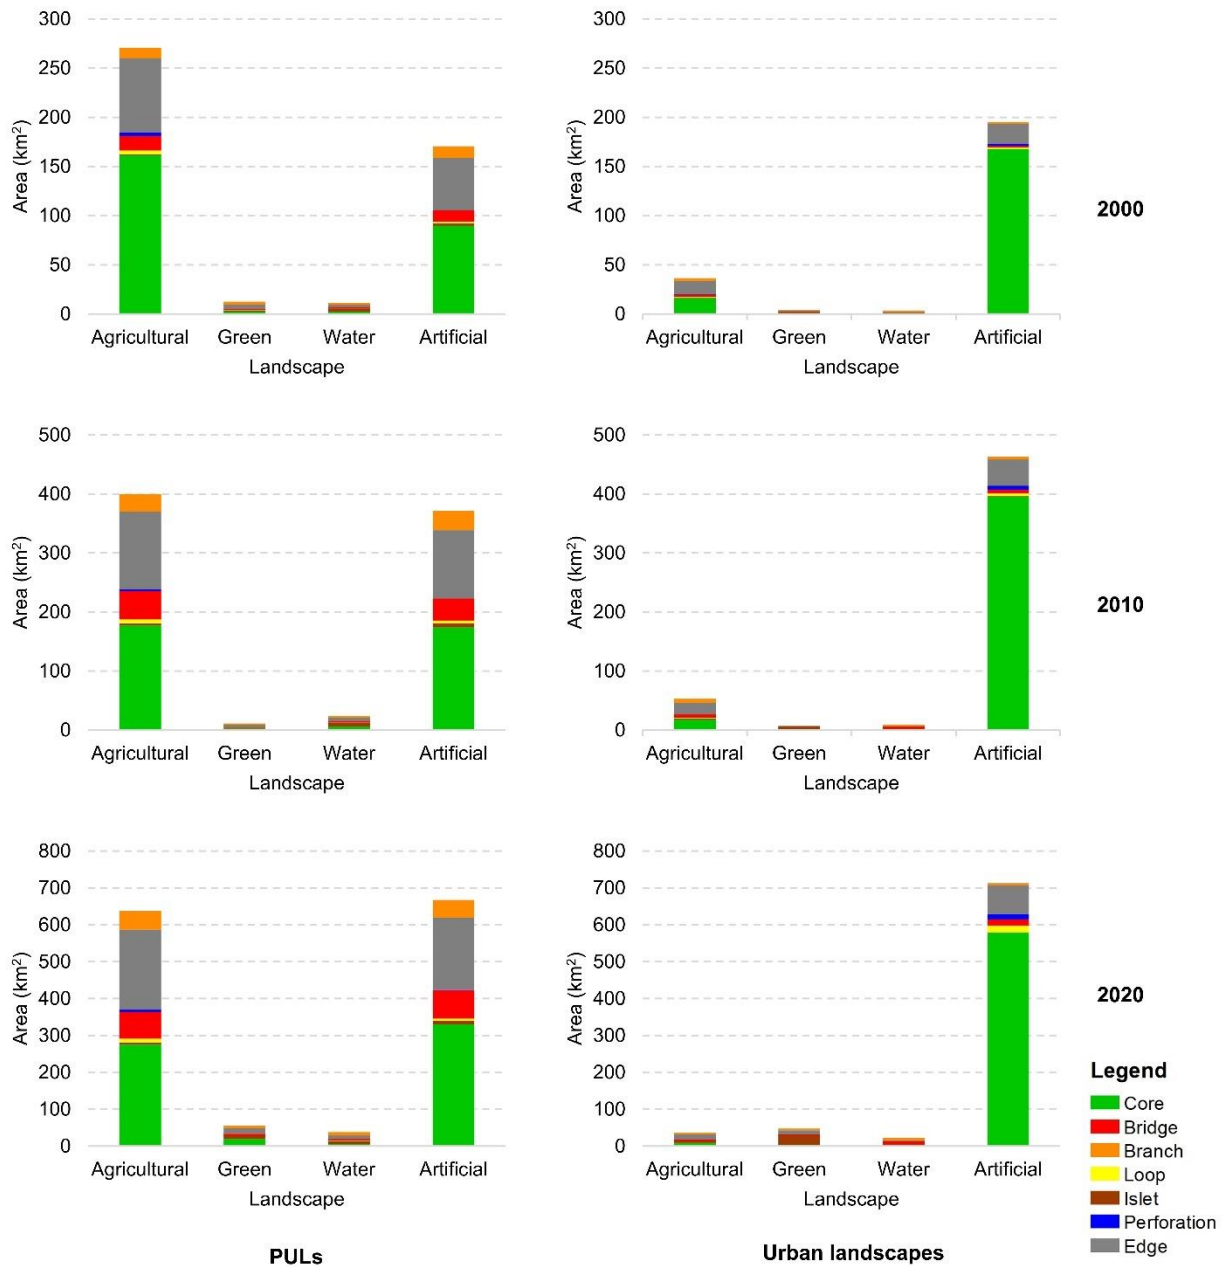 300
250
200
150
100
50
0
Area (km²)
Agricultural Green Water Artificial
Landscape
300
250
200
150
100
50
0
Area (km²)
Agricultural Green Water Artificial
Landscape
2000
500
400
300
200
100
0
Area (km²)
Agricultural Green Water Artificial
Landscape
500
400
300
200
100
0
Area (km²)
Agricultural Green Water Artificial
Landscape
2010
800
700
600
500
400
300
200
100
0
Area (km²)
Agricultural Green Water Artificial
Landscape
800
700
600
500
400
300
200
100
0
Area (km²)
Agricultural Green Water Artificial
Landscape
2020
Legend
Core
Bridge
Branch
Loop
Islet
Perforation
Edge
PULs
Urban landscapes